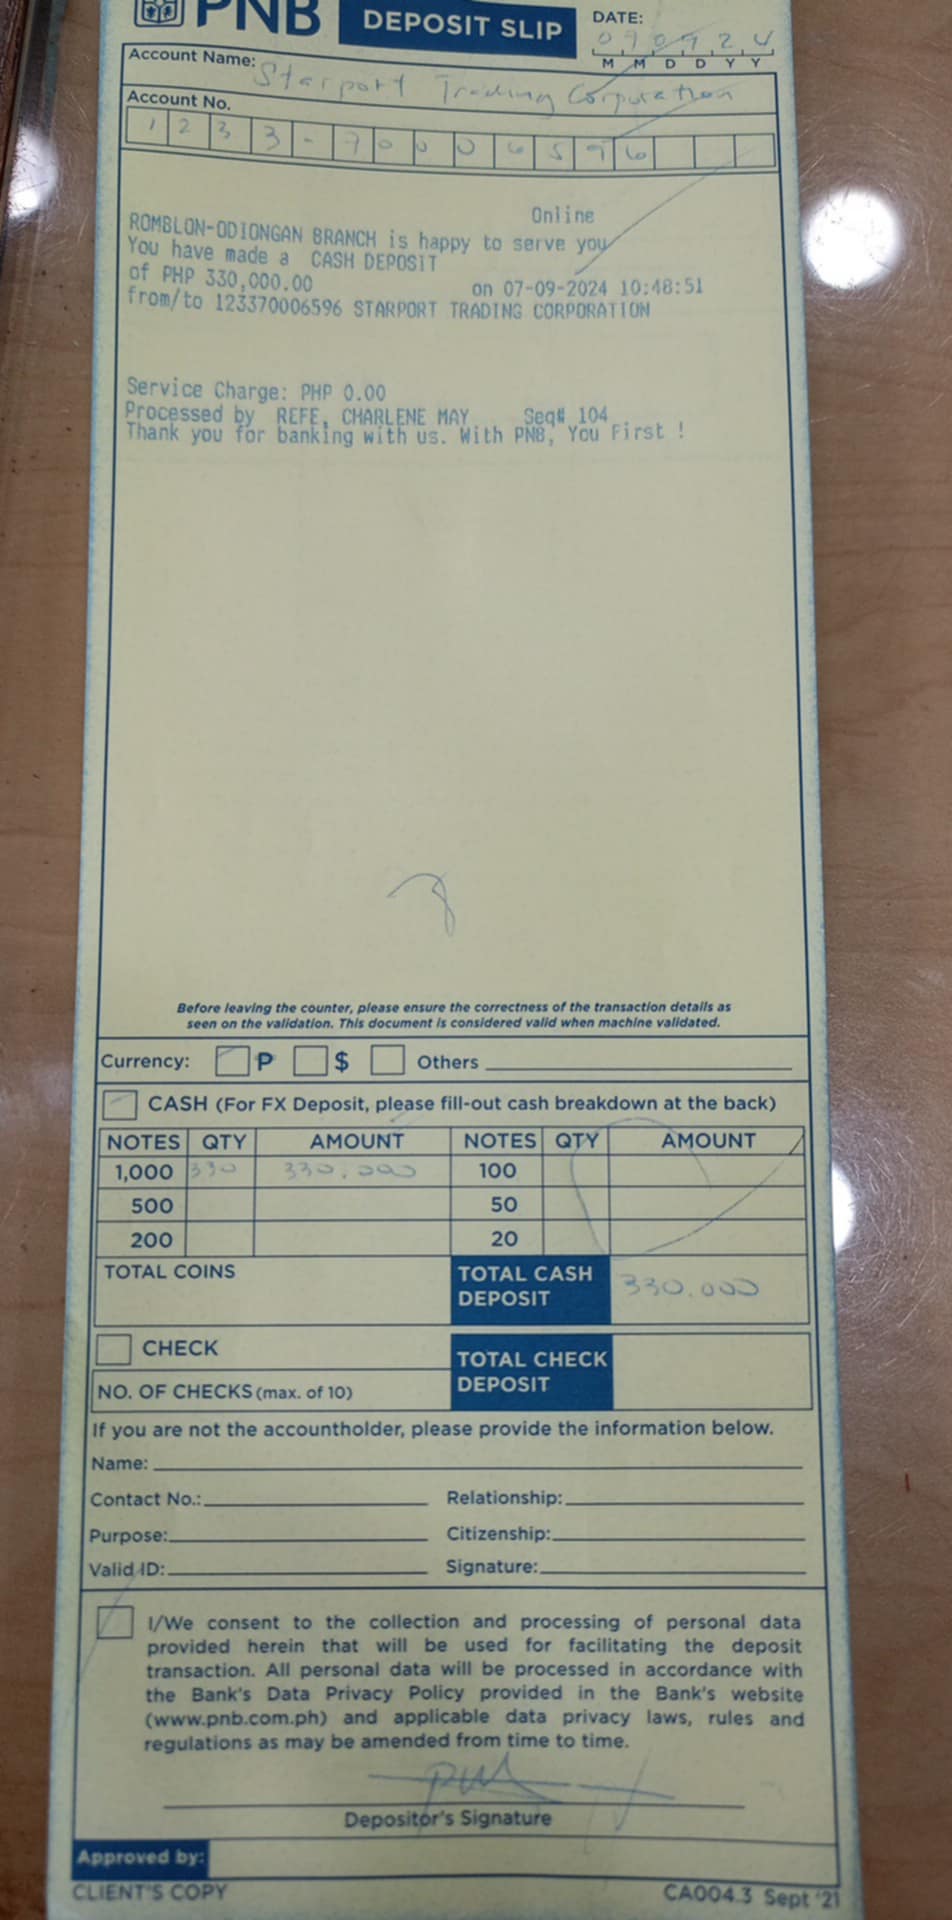 PNB DEPOSIT SLIP DATE:
070924
M M D D Y Y
Account Name: Starport Trading Corporation
Account No.
1233-70006596
Online
ROMBLON-ODIONGAN BRANCH is happy to serve you
You have made a CASH DEPOSIT
of PHP 330,000.00 on 07-09-2024 10:48:51
from/to 123370006596 STARPORT TRADING CORPORATION
Service Charge: PHP 0.00
Processed by REFE, CHARLENE MAY Seq# 104
Thank you for banking with us. With PNB, You First !
Before leaving the counter, please ensure the correctness of the transaction details as
seen on the validation. This document is considered valid when machine validated.
Currency: ₱ $ Others
CASH (For FX Deposit, please fill-out cash breakdown at the back)
NOTES QTY AMOUNT NOTES QTY AMOUNT
1,000 330 330,000 100
500 50
200 20
TOTAL COINS TOTAL CASH DEPOSIT 330,000
CHECK TOTAL CHECK DEPOSIT
NO. OF CHECKS (max. of 10)
If you are not the accountholder, please provide the information below.
Name:
Contact No.: Relationship:
Purpose: Citizenship:
Valid ID: Signature:
I/We consent to the collection and processing of personal data
provided herein that will be used for facilitating the deposit
transaction. All personal data will be processed in accordance with
the Bank's Data Privacy Policy provided in the Bank's website
(www.pnb.com.ph) and applicable data privacy laws, rules and
regulations as may be amended from time to time.
Depositor's Signature
Approved by:
CLIENT'S COPY CA004.3 Sept '21